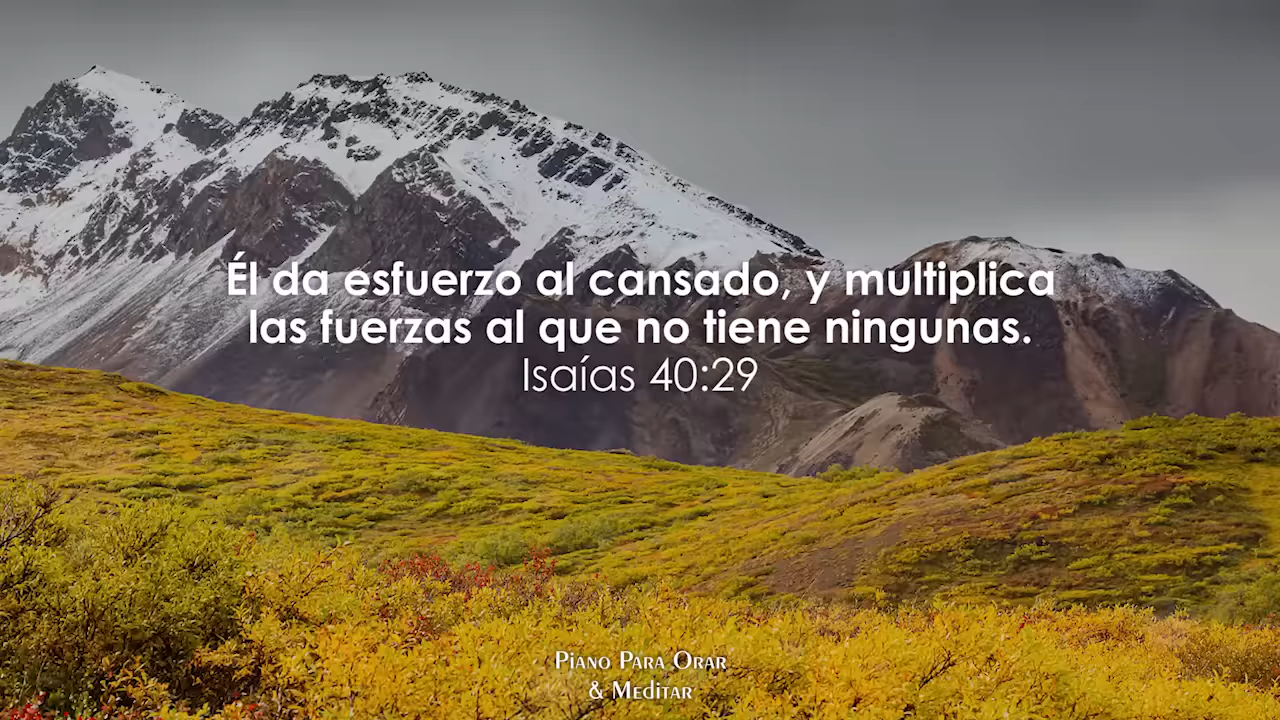 Él da esfuerzo al cansado, y multiplica
las fuerzas al que no tiene ningunas.
Isaías 40:29
Piano Para Orar
& Meditar